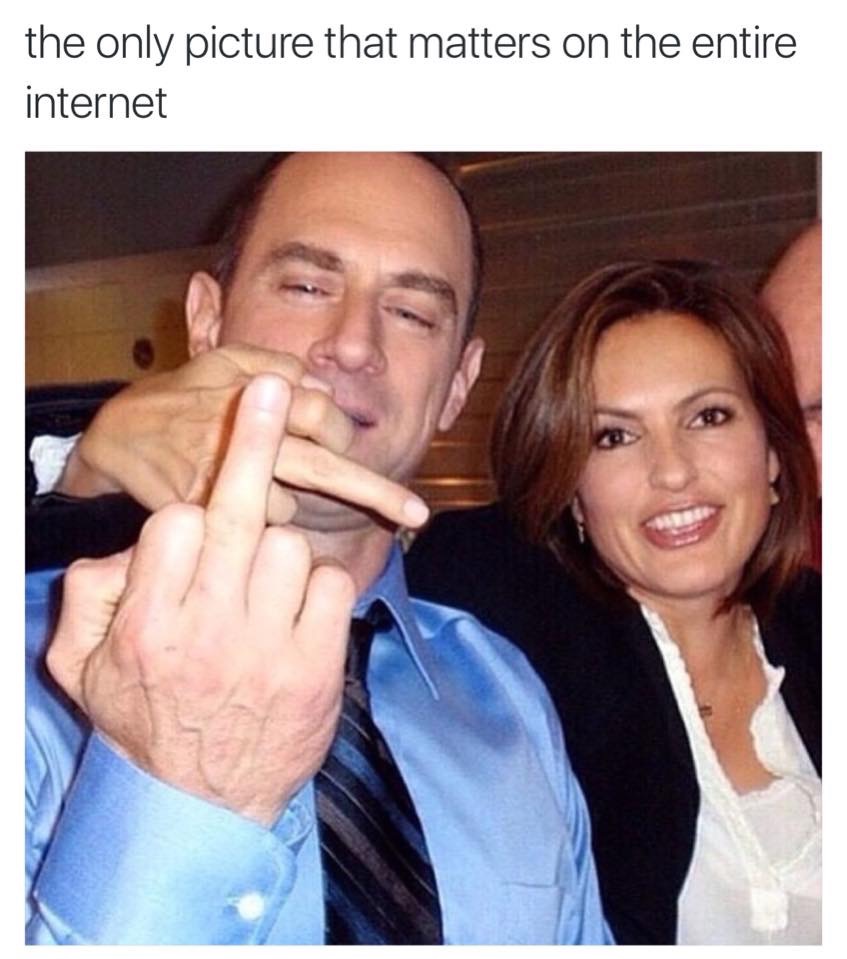 the only picture that matters on the entire
internet